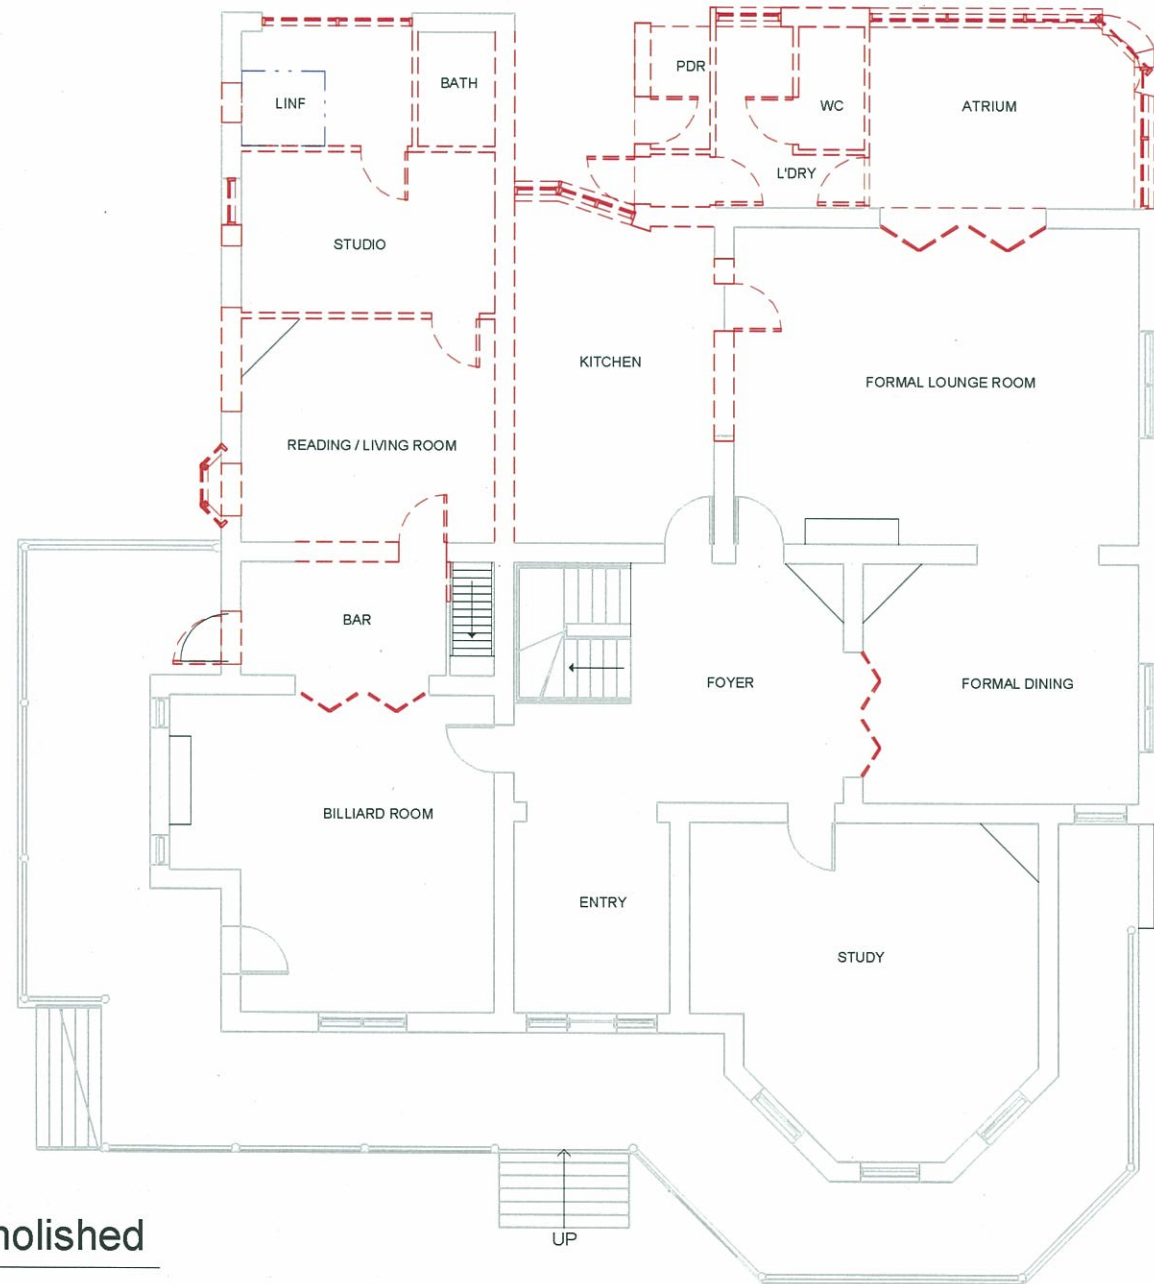 PDR
BATH
LINF
WC
ATRIUM
L'DRY
STUDIO
KITCHEN
FORMAL LOUNGE ROOM
READING / LIVING ROOM
BAR
FOYER
FORMAL DINING
BILLIARD ROOM
ENTRY
STUDY
nolished
UP